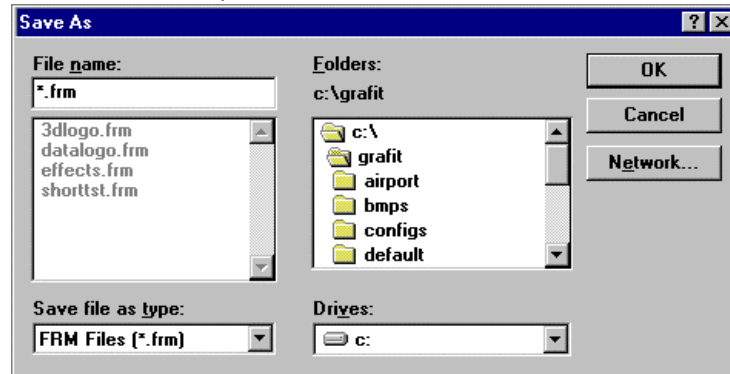 Save As
File name:
*.frm
3dlogo.frm
datalogo.frm
effects.frm
shorttst.frm
Save file as type:
FRM Files (*.frm)
Folders:
c:\grafit
c:\
grafit
airport
bmps
configs
default
Drives:
c:
OK
Cancel
Network...